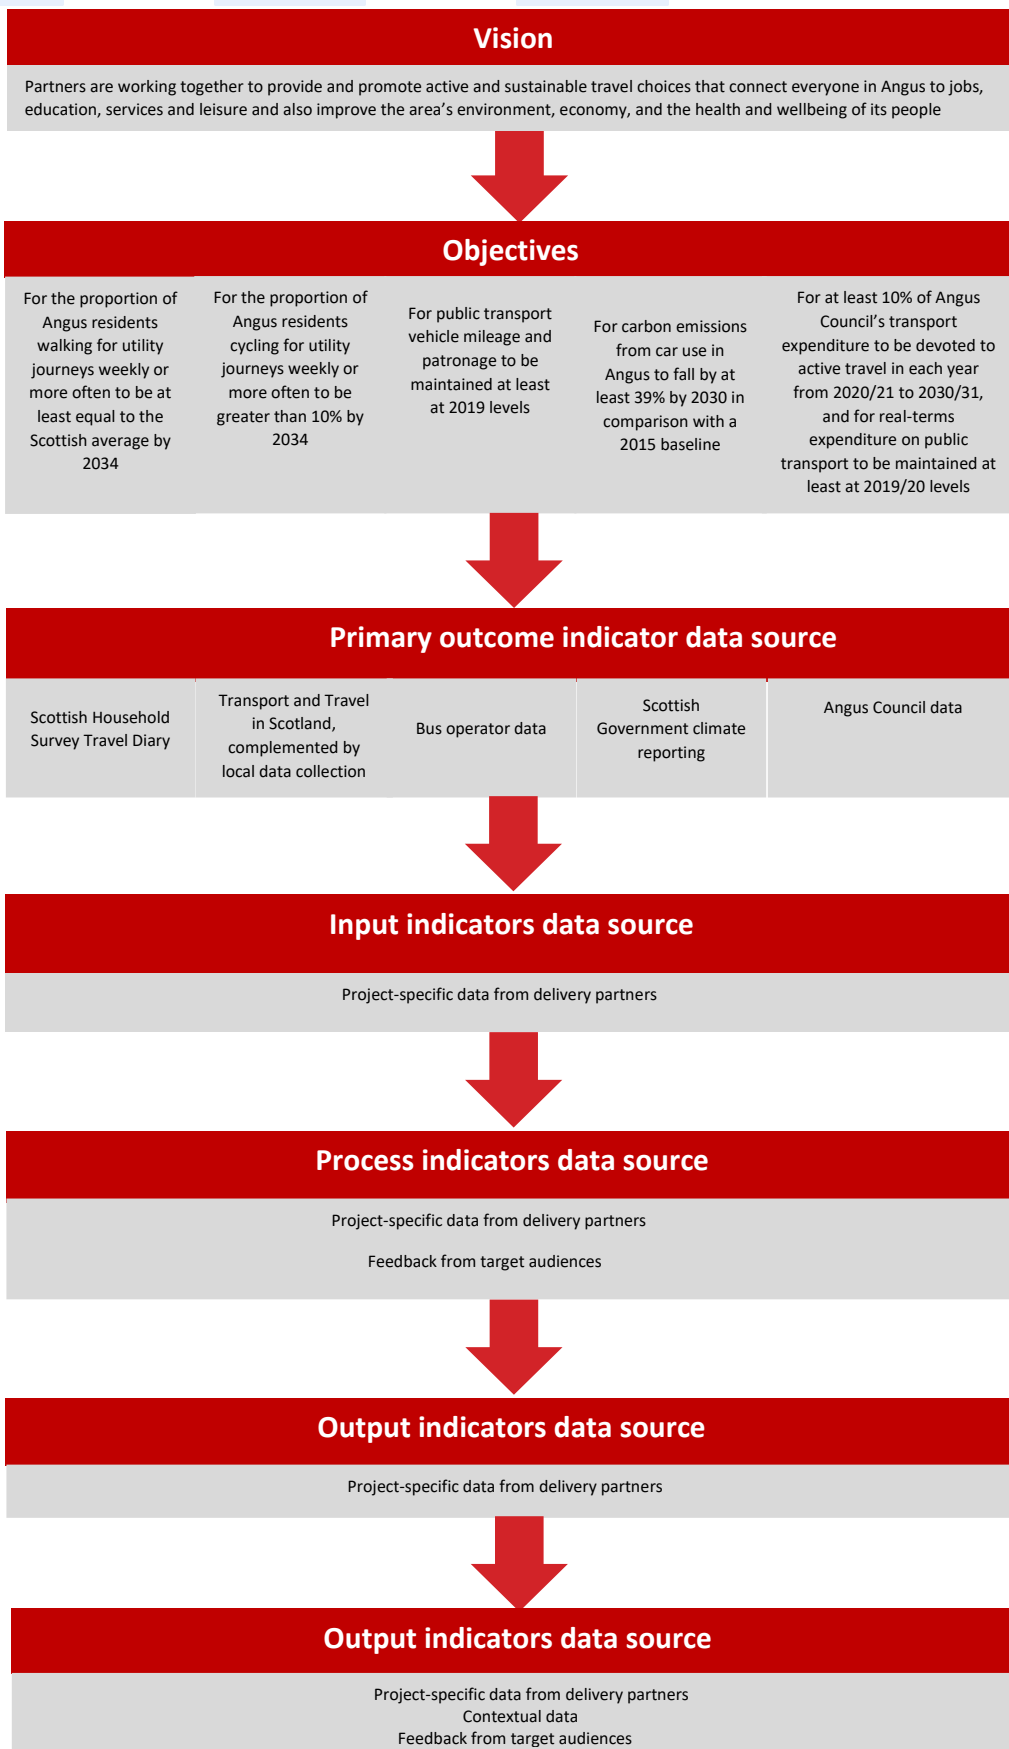 Vision
Partners are working together to provide and promote active and sustainable travel choices that connect everyone in Angus to jobs,
education, services and leisure and also improve the area’s environment, economy, and the health and wellbeing of its people
Objectives
For the proportion of
Angus residents
walking for utility
journeys weekly or
more often to be at
least equal to the
Scottish average by
2034
For the proportion of
Angus residents
cycling for utility
journeys weekly or
more often to be
greater than 10% by
2034
For public transport
vehicle mileage and
patronage to be
maintained at least
at 2019 levels
For carbon emissions
from car use in
Angus to fall by at
least 39% by 2030 in
comparison with a
2015 baseline
For at least 10% of Angus
Council’s transport
expenditure to be devoted to
active travel in each year
from 2020/21 to 2030/31,
and for real-terms
expenditure on public
transport to be maintained at
least at 2019/20 levels
Primary outcome indicator data source
Scottish Household
Survey Travel Diary
Transport and Travel
in Scotland,
complemented by
local data collection
Bus operator data
Scottish
Government climate
reporting
Angus Council data
Input indicators data source
Project-specific data from delivery partners
Process indicators data source
Project-specific data from delivery partners
Feedback from target audiences
Output indicators data source
Project-specific data from delivery partners
Output indicators data source
Project-specific data from delivery partners
Contextual data
Feedback from target audiences